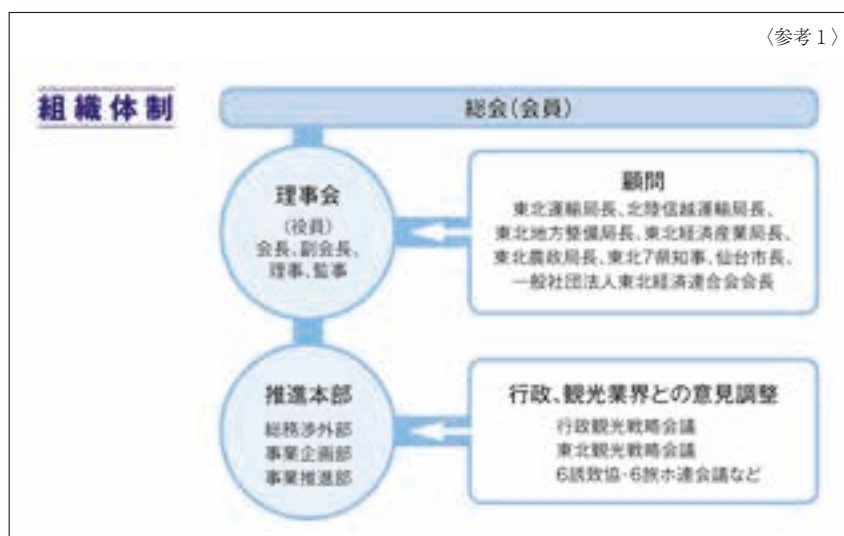 〈参考1〉
組織体制
総会(会員)
理事会
(役員)
会長、副会長、
理事、監事
顧問
東北運輸局長、北陸信越運輸局長、
東北地方整備局長、東北経済産業局長、
東北農政局長、東北7県知事、仙台市長、
一般社団法人東北経済連合会会長
推進本部
総務渉外部
事業企画部
事業推進部
行政、観光業界との意見調整
行政観光戦略会議
東北観光戦略会議
6誘致協・6旅ホ連会議など